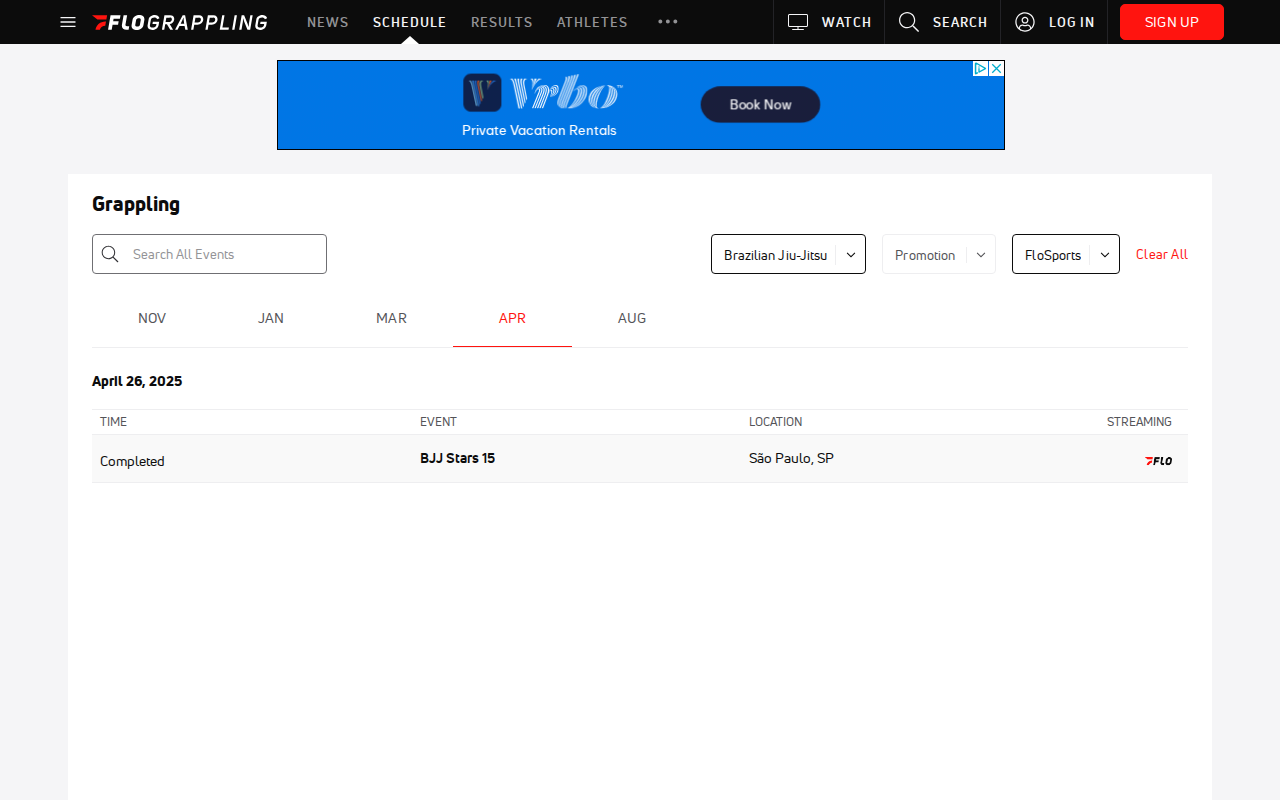 FLOGRAPPLING NEWS SCHEDULE RESULTS ATHLETES WATCH SEARCH LOG IN SIGN UP
V Vrbo™
Private Vacation Rentals
Book Now
Grappling
Search All Events Brazilian Jiu-Jitsu Promotion FloSports Clear All
NOV JAN MAR APR AUG
April 26, 2025
TIME EVENT LOCATION STREAMING
Completed BJJ Stars 15 São Paulo, SP FLO